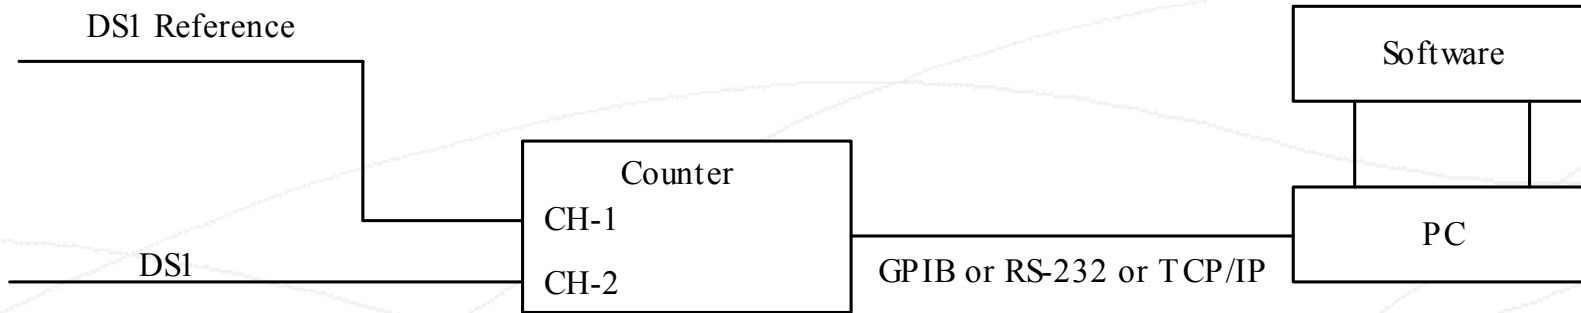 DS1 Reference
Software
Counter
CH-1
PC
DS1
CH-2
GPIB or RS-232 or TCP/IP